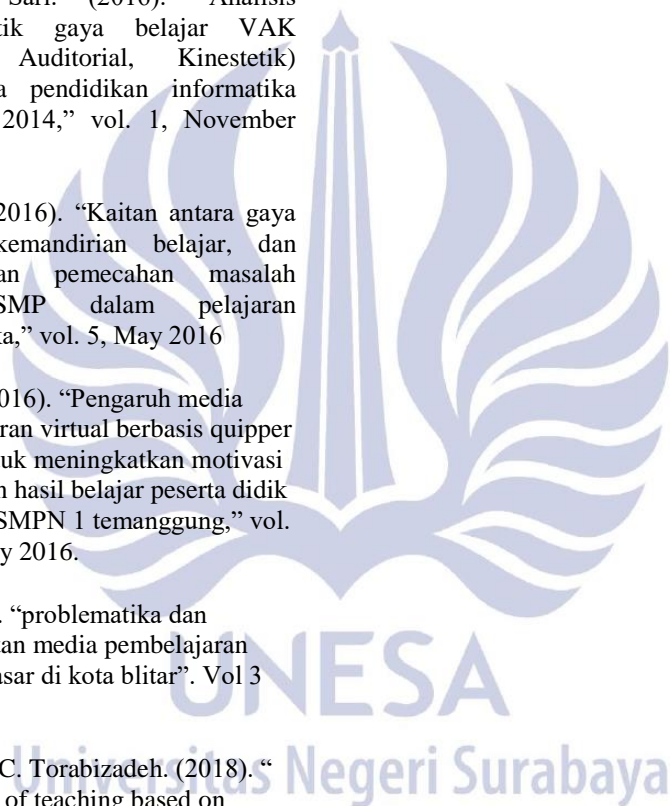 Sari. (2016). “Analisis
tik gaya belajar VAK
Auditorial, Kinestetik)
a pendidikan informatika
2014,” vol. 1, November
2016). “Kaitan antara gaya
kemandirian belajar, dan
an pemecahan masalah
SMP dalam pelajaran
ka,” vol. 5, May 2016
016). “Pengaruh media
ran virtual berbasis quipper
uk meningkatkan motivasi
n hasil belajar peserta didik
SMPN 1 temanggung,” vol.
y 2016.
. “problematika dan
tan media pembelajaran
asar di kota blitar”. Vol 3
C. Torabizadeh. (2018). “
of teaching based on
UNESA
Universitas Negeri Surabaya